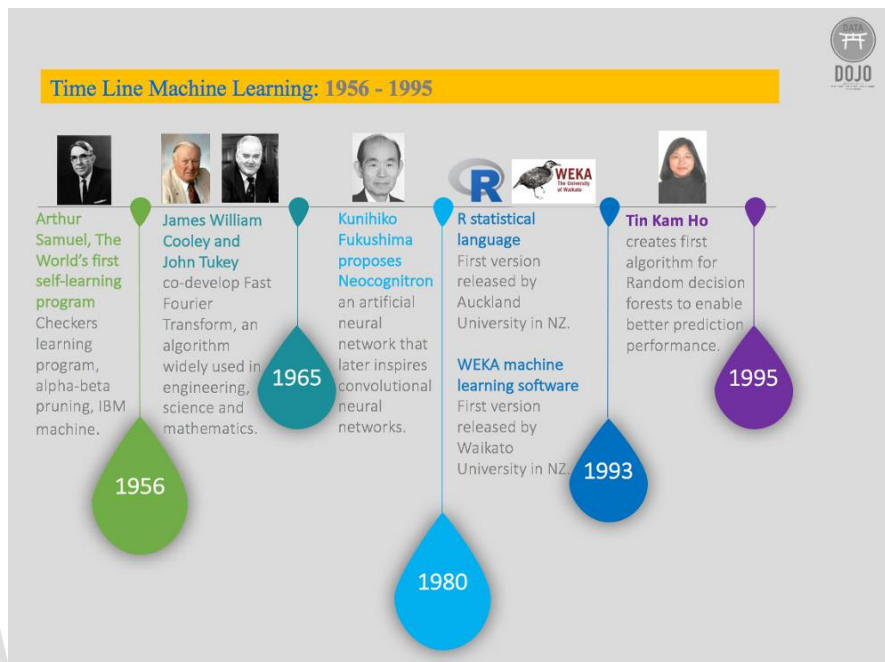 DATA
DOJO
Time Line Machine Learning: 1956 - 1995
Arthur
Samuel, The
World's first
self-learning
program
Checkers
learning
program,
alpha-beta
pruning, IBM
machine.
1956
James William
Cooley and
John Tukey
co-develop Fast
Fourier
Transform, an
algorithm
widely used in
engineering,
science and
mathematics.
1965
Kunihiko
Fukushima
proposes
Neocognitron
an artificial
neural
network that
later inspires
convolutional
neural
networks.
1980
R
WEKA
The University
of Waikato
R statistical
language
First version
released by
Auckland
University in NZ.
WEKA machine
learning software
First version
released by
Waikato
University in NZ.
1993
Tin Kam Ho
creates first
algorithm for
Random decision
forests to enable
better prediction
performance.
1995